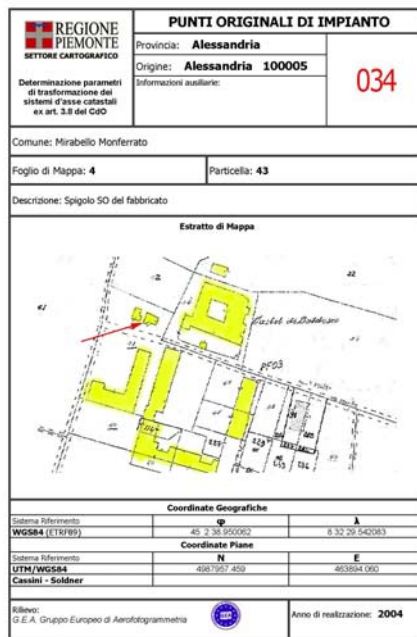 REGIONE
PIEMONTE
SETTORE CARTOGRAFICO
Determinazione parametri
di trasformazione dei
sistemi d'asse catastali
ex art. 3.8 del CdO
PUNTI ORIGINALI DI IMPIANTO
Provincia: Alessandria
Origine: Alessandria 100005
Informazioni ausiliarie:
034
Comune: Mirabello Monferrato
Foglio di Mappa: 4
Particella: 43
Descrizione: Spigolo SO del fabbricato
Estratto di Mappa
22
PF03
Coordinate Geografiche
Sistema Riferimento φ λ
WGS84 (ETRF89) 45 2 38.950062 8 32 29.542083
Coordinate Piane
Sistema Riferimento N E
UTM/WGS84 4987957.459 463894.060
Cassini - Soldner
Rilievo:
G.E.A. Gruppo Europeo di Aerofotogrammetria
Anno di realizzazione: 2004